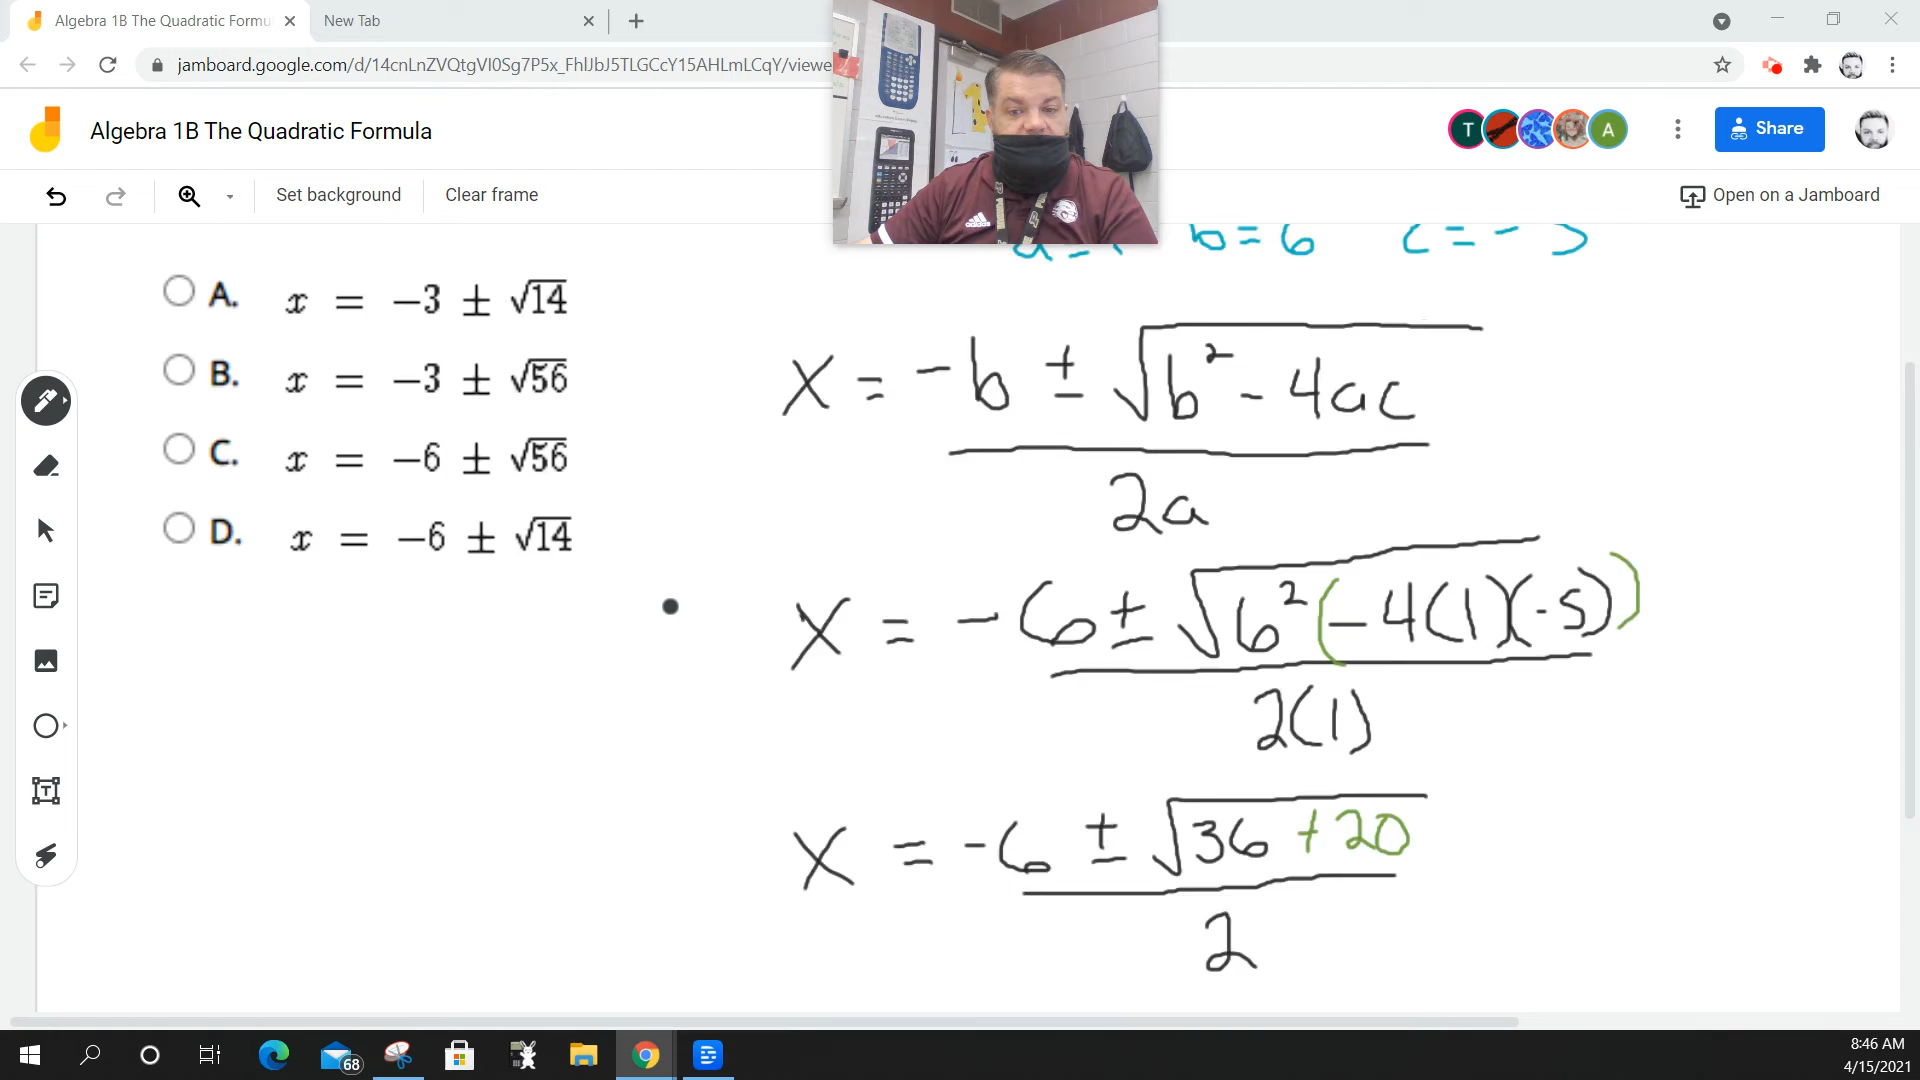 Algebra 1B The Quadratic Formu
New Tab
jamboard.google.com/d/14cnLnZVQtgVI0Sg7P5x_FhlJbJ5TLGCcY15AHLmLCqY/viewe
Algebra 1B The Quadratic Formula
T
A
Share
Set background
Clear frame
Open on a Jamboard
b = 6 c = -5
A. x = −3 ± √14
B. x = −3 ± √56
C. x = −6 ± √56
D. x = −6 ± √14
X = -b ± √b² - 4ac
2a
X = -6 ± √6² (-4(1)(-5))
2(1)
X = -6 ± √36 +20
2
68
8:46 AM
4/15/2021